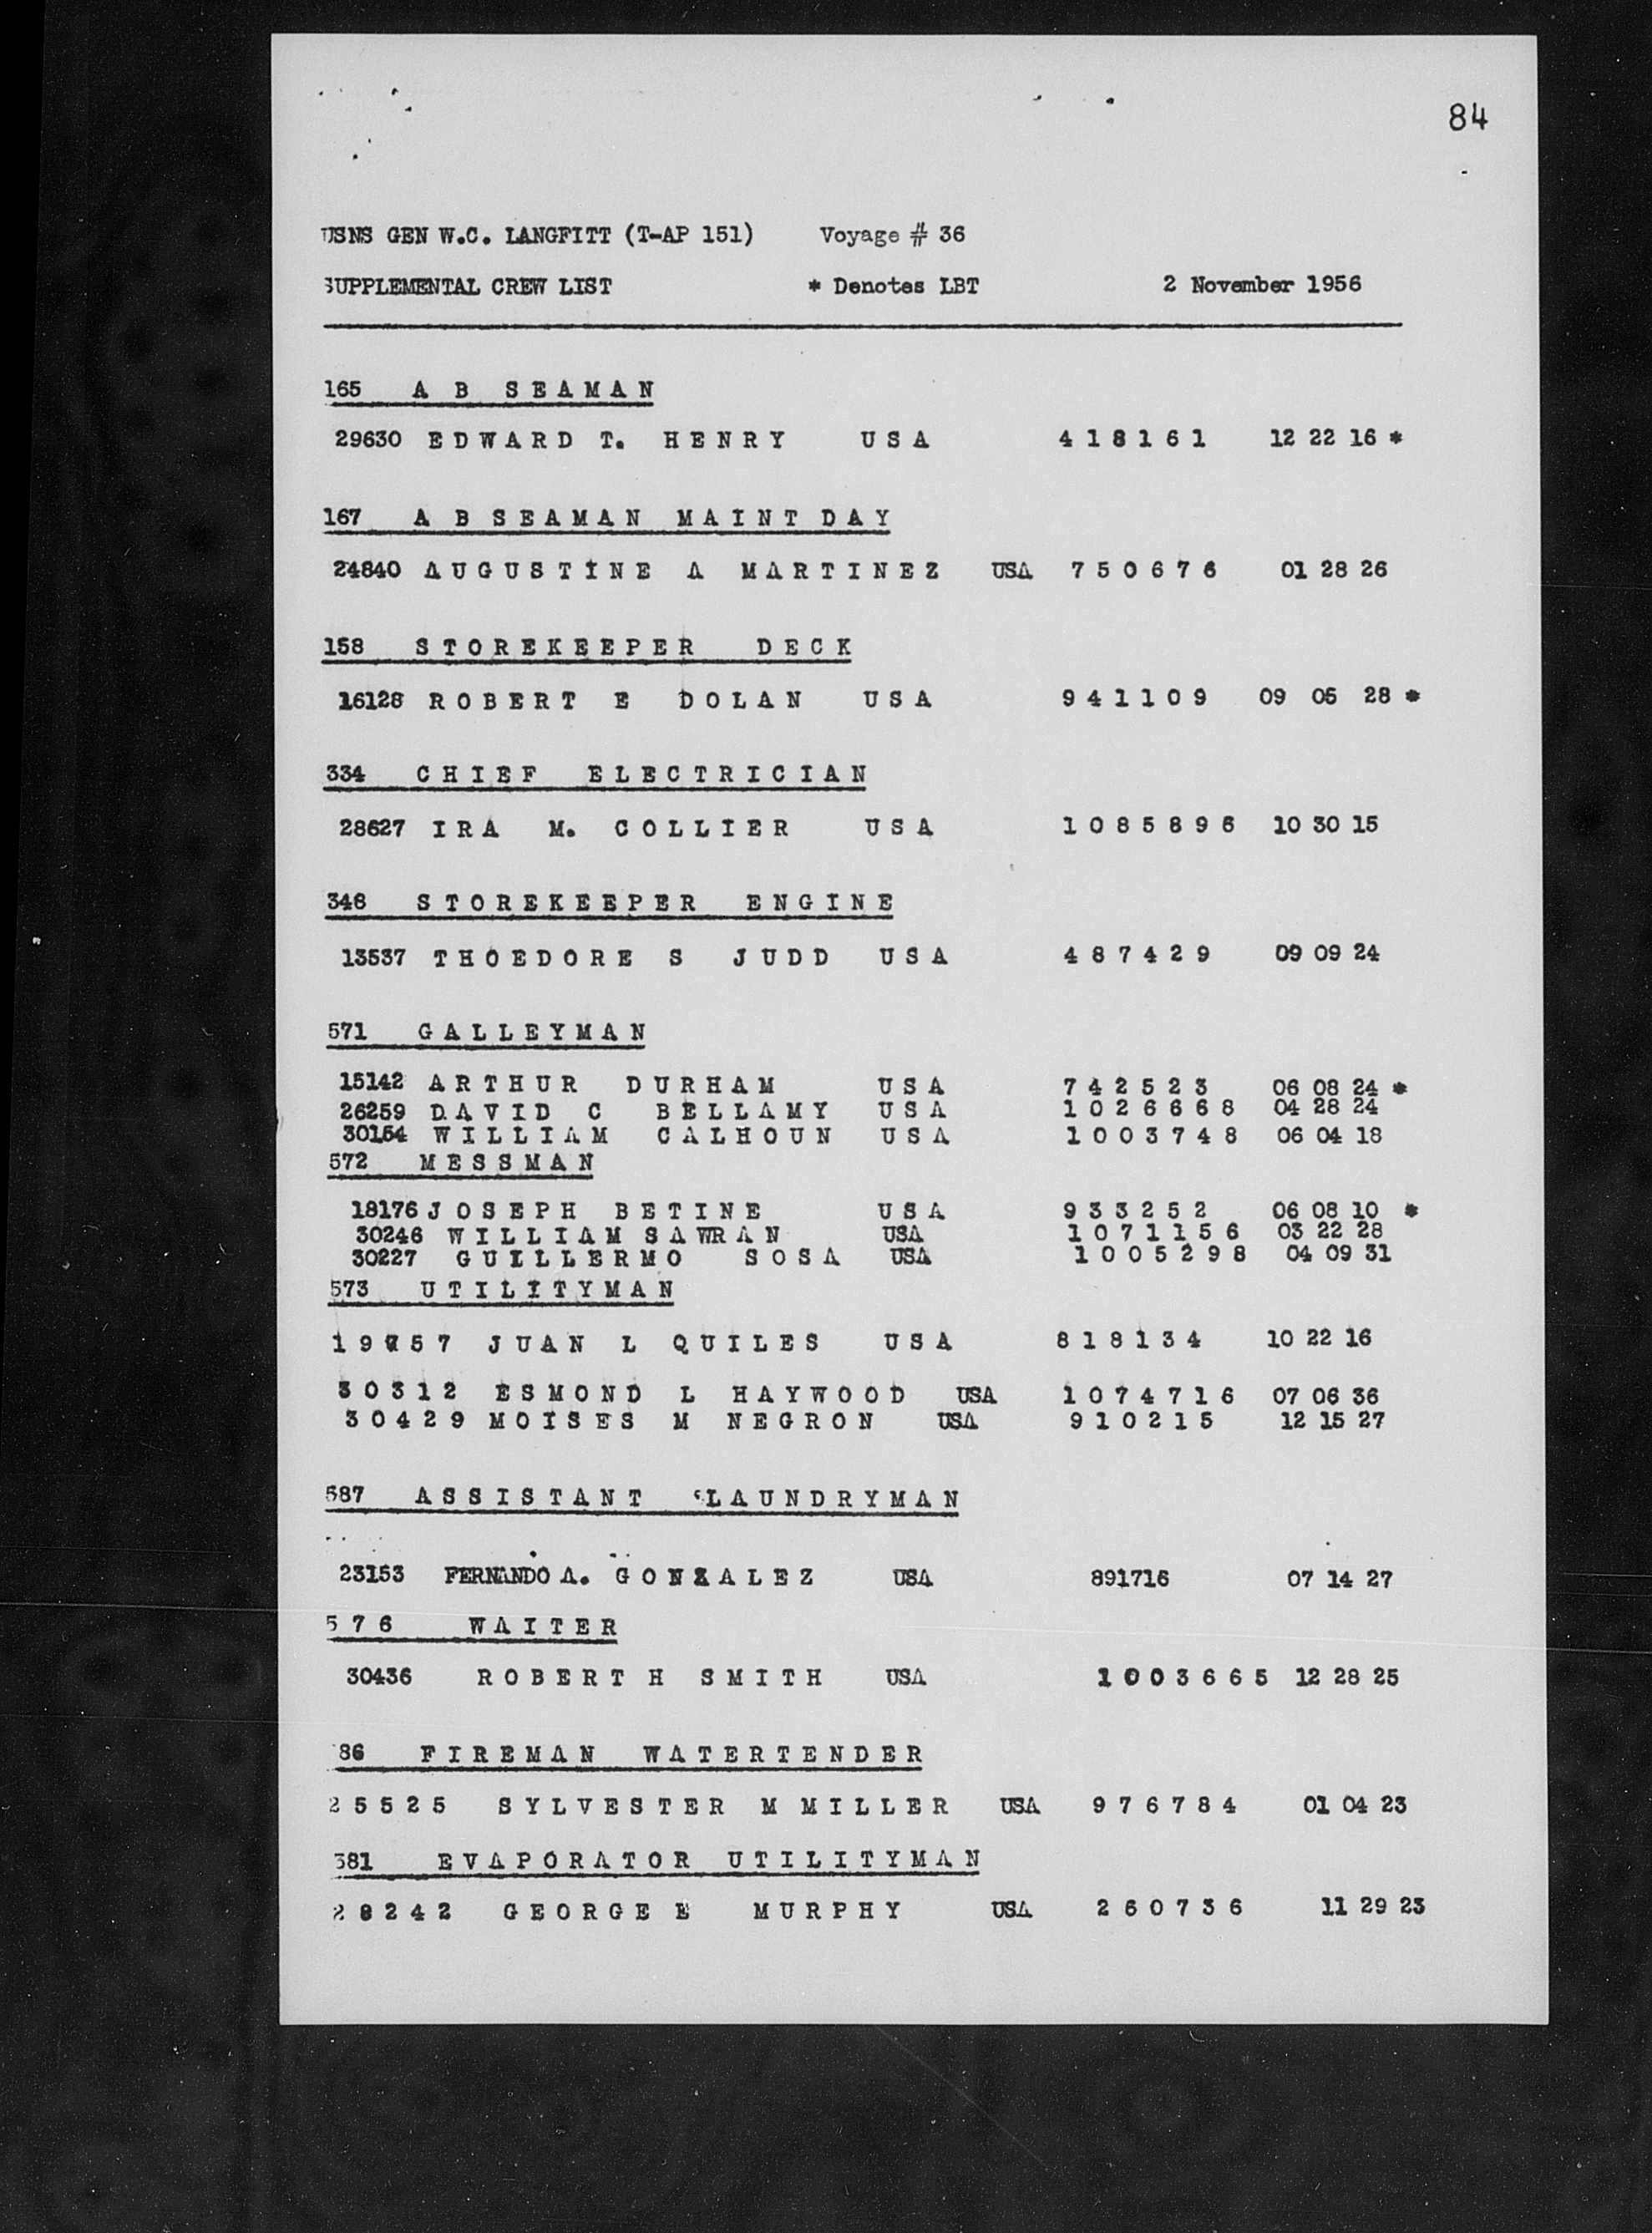 84
USNS GEN W.C. LANGFITT (T-AP 151) Voyage # 36
SUPPLEMENTAL CREW LIST * Denotes LBT 2 November 1956
165 A B SEAMAN
29630 EDWARD T. HENRY USA 418161 12 22 16 *
167 A B SEAMAN MAINT DAY
24840 AUGUSTINE A MARTINEZ USA 750676 01 28 26
158 STOREKEEPER DECK
16128 ROBERT E DOLAN USA 941109 09 06 28 *
334 CHIEF ELECTRICIAN
28627 IRA M. COLLIER USA 1085896 10 30 15
348 STOREKEEPER ENGINE
13537 THOEDORE S JUDD USA 487429 09 09 24
571 GALLEYMAN
15142 ARTHUR DURHAM USA 742523 06 08 24 *
26259 DAVID C BELLAMY USA 1026668 04 28 24
30154 WILLIAM CALHOUN USA 1003748 06 04 18
572 MESSMAN
18176 JOSEPH BETINE USA 933252 06 08 10 *
30246 WILLIAM SAWRAN USA 1071156 03 22 28
30227 GUILLERMO SOSA USA 1005298 04 09 31
573 UTILITYMAN
19757 JUAN L QUILES USA 818134 10 22 16
30312 ESMOND L HAYWOOD USA 1074716 07 06 36
30429 MOISES M NEGRON USA 910215 12 15 27
587 ASSISTANT LAUNDRYMAN
23153 FERNANDO A. GONZALEZ USA 891716 07 14 27
576 WAITER
30436 ROBERT H SMITH USA 1003665 12 28 25
86 FIREMAN WATERTENDER
25525 SYLVESTER M MILLER USA 976784 01 04 23
381 EVAPORATOR UTILITYMAN
28242 GEORGE E MURPHY USA 260736 11 29 23